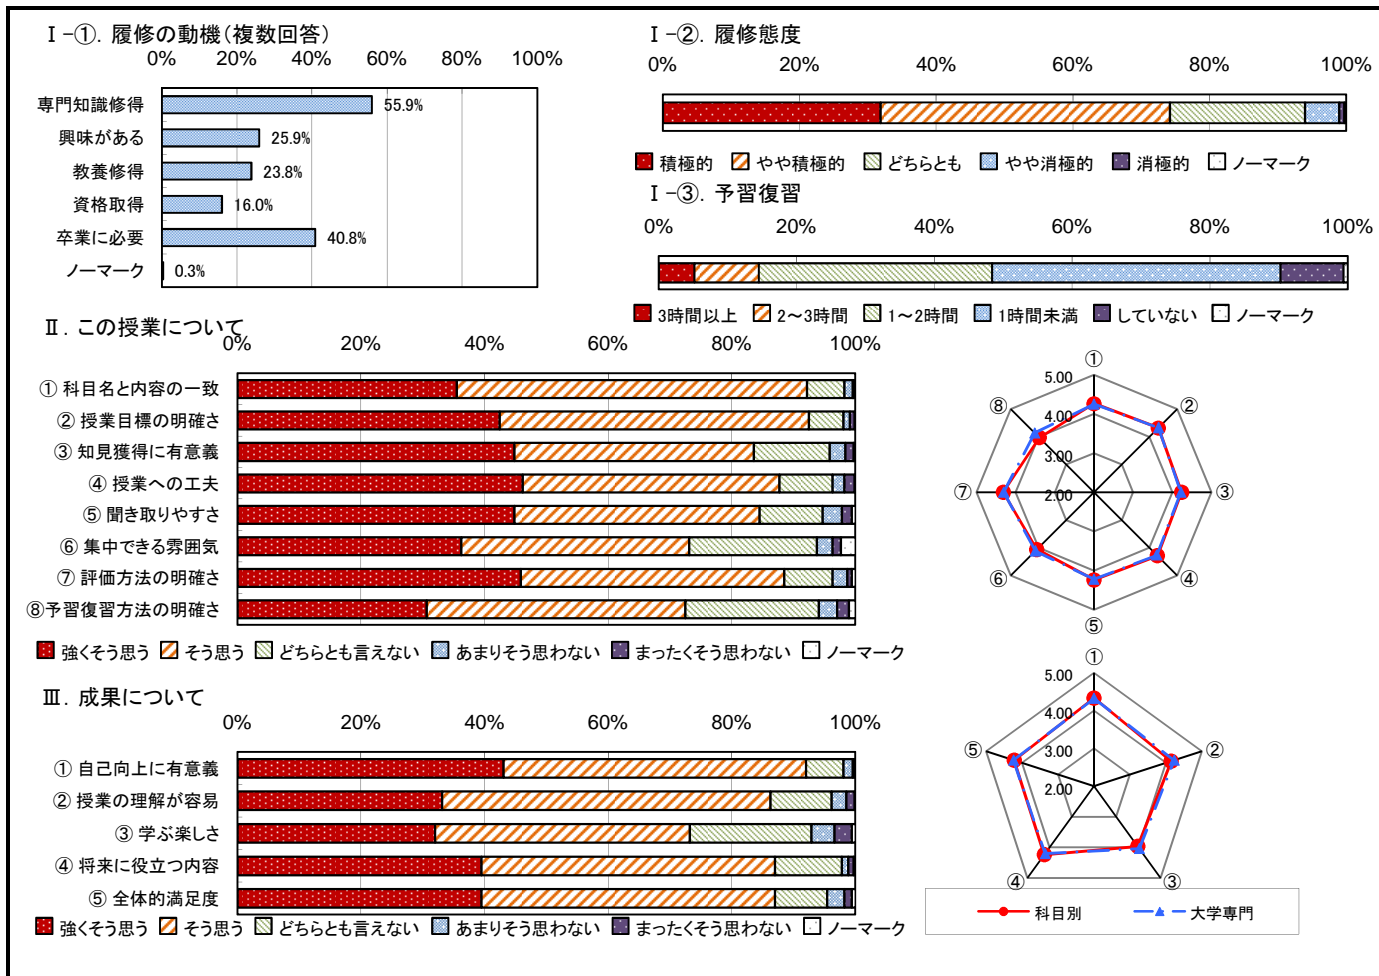 Ⅰ-①. 履修の動機(複数回答)
0% 20% 40% 60% 80% 100%
専門知識修得 55.9%
興味がある 25.9%
教養修得 23.8%
資格取得 16.0%
卒業に必要 40.8%
ノーマーク 0.3%
Ⅰ-②. 履修態度
0% 20% 40% 60% 80% 100%
積極的 やや積極的 どちらとも やや消極的 消極的 ノーマーク
Ⅰ-③. 予習復習
0% 20% 40% 60% 80% 100%
3時間以上 2～3時間 1～2時間 1時間未満 していない ノーマーク
Ⅱ. この授業について
0% 20% 40% 60% 80% 100%
① 科目名と内容の一致
② 授業目標の明確さ
③ 知見獲得に有意義
④ 授業への工夫
⑤ 聞き取りやすさ
⑥ 集中できる雰囲気
⑦ 評価方法の明確さ
⑧予習復習方法の明確さ
強くそう思う そう思う どちらとも言えない あまりそう思わない まったくそう思わない ノーマーク
①
5.00
⑧ ②
4.00
3.00
⑦ 2.00 ③
⑥ ④
⑤
Ⅲ. 成果について
0% 20% 40% 60% 80% 100%
① 自己向上に有意義
② 授業の理解が容易
③ 学ぶ楽しさ
④ 将来に役立つ内容
⑤ 全体的満足度
強くそう思う そう思う どちらとも言えない あまりそう思わない まったくそう思わない ノーマーク
①
5.00
4.00
⑤ 3.00 ②
2.00
④ ③
科目別 大学専門